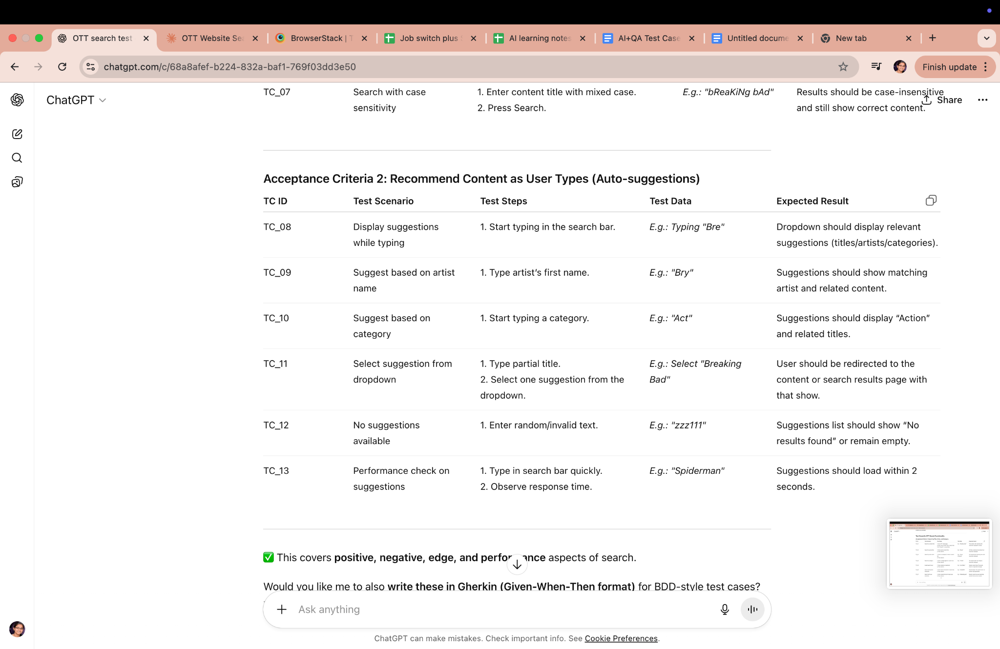 OTT search test
OTT Website Se
BrowserStack | T
Job switch plus
AI learning notes
AI+QA Test Case
Untitled docume
New tab
chatgpt.com/c/68a8afef-b224-832a-baf1-769f03dd3e50
Finish update
ChatGPT
Share
TC_07 Search with case 1. Enter content title with mixed case. E.g.: "bReaKiNg bAd" Results should be case-insensitive
sensitivity 2. Press Search. and still show correct content.
Acceptance Criteria 2: Recommend Content as User Types (Auto-suggestions)
TC ID Test Scenario Test Steps Test Data Expected Result
TC_08 Display suggestions 1. Start typing in the search bar. E.g.: Typing "Bre" Dropdown should display relevant
while typing suggestions (titles/artists/categories).
TC_09 Suggest based on artist 1. Type artist's first name. E.g.: "Bry" Suggestions should show matching
name artist and related content.
TC_10 Suggest based on 1. Start typing a category. E.g.: "Act" Suggestions should display “Action”
category and related titles.
TC_11 Select suggestion from 1. Type partial title. E.g.: Select "Breaking User should be redirected to the
dropdown 2. Select one suggestion from the Bad" content or search results page with
dropdown. that show.
TC_12 No suggestions 1. Enter random/invalid text. E.g.: "zzz111" Suggestions list should show “No
available results found” or remain empty.
TC_13 Performance check on 1. Type in search bar quickly. E.g.: "Spiderman" Suggestions should load within 2
suggestions 2. Observe response time. seconds.
✅ This covers positive, negative, edge, and performance aspects of search.
Would you like me to also write these in Gherkin (Given-When-Then format) for BDD-style test cases?
Ask anything
ChatGPT can make mistakes. Check important info. See Cookie Preferences.